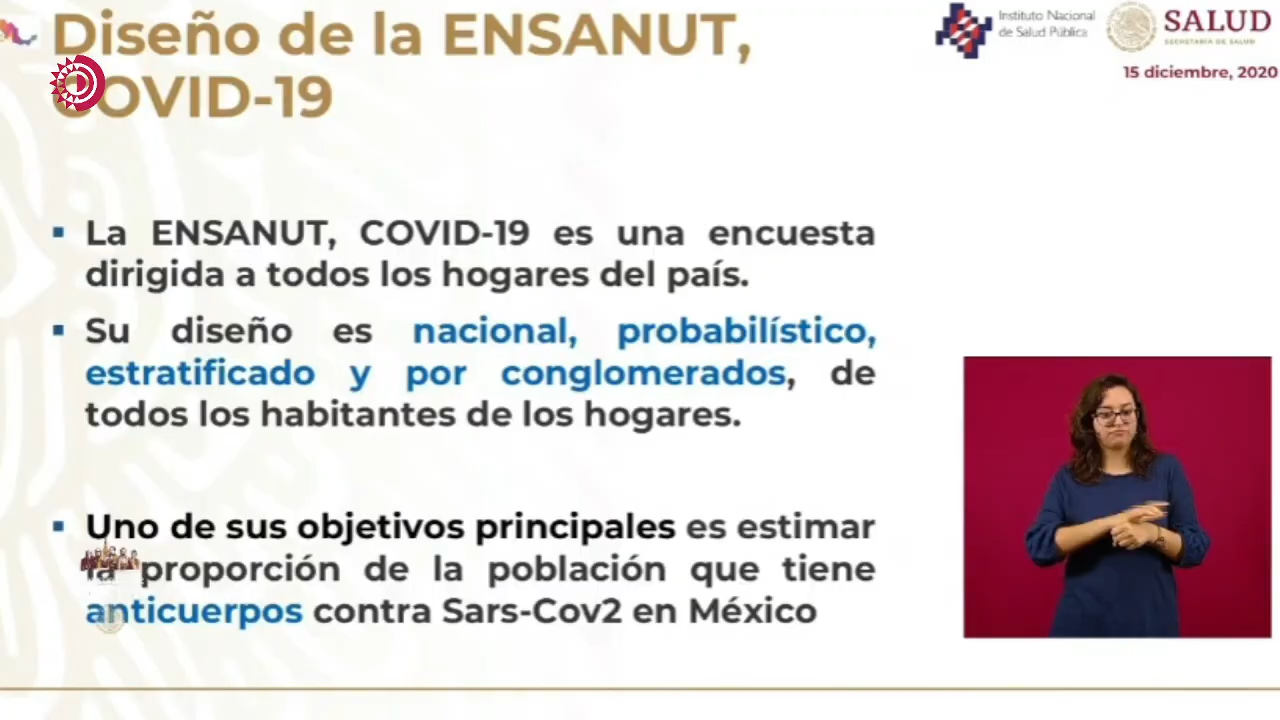 Diseño de la ENSANUT,
COVID-19
Instituto Nacional
de Salud Pública
SALUD
SECRETARÍA DE SALUD
15 diciembre, 2020
▪ La ENSANUT, COVID-19 es una encuesta
dirigida a todos los hogares del país.
▪ Su diseño es nacional, probabilístico,
estratificado y por conglomerados, de
todos los habitantes de los hogares.
▪ Uno de sus objetivos principales es estimar
la proporción de la población que tiene
anticuerpos contra Sars-Cov2 en México